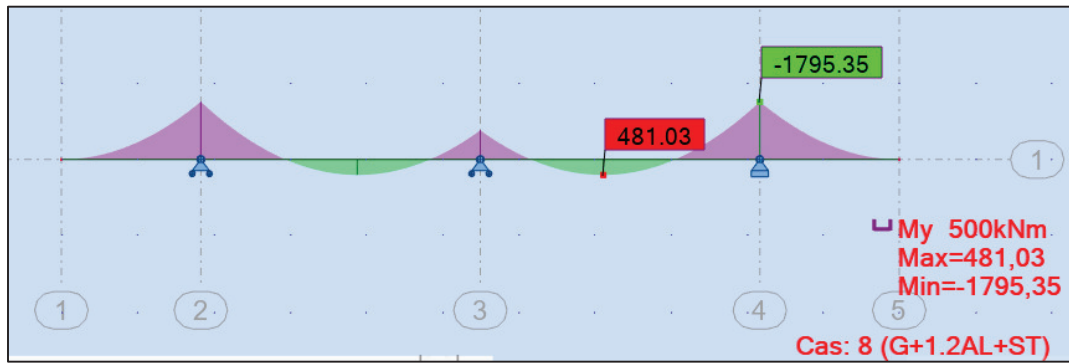 -1795.35
481.03
1
My 500kNm
Max=481,03
Min=-1795,35
1
2
3
4
5
Cas: 8 (G+1.2AL+ST)